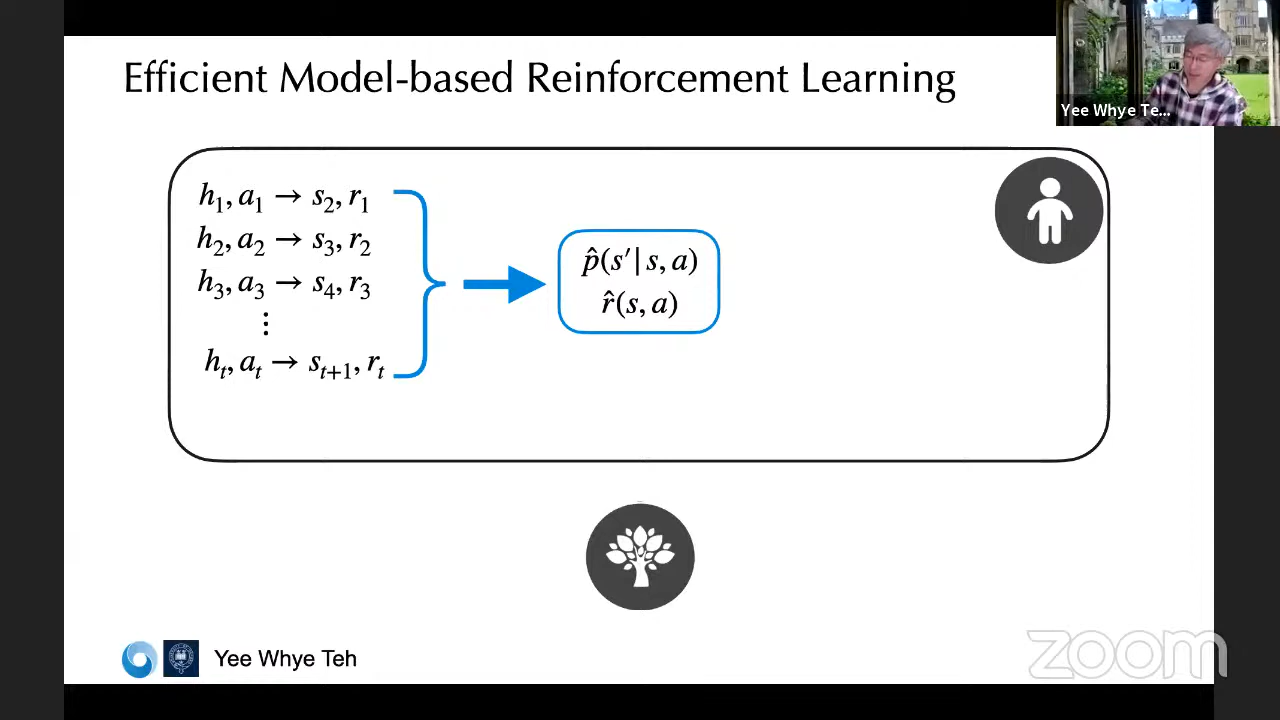 Efficient Model-based Reinforcement Learning
Yee Whye Te...
h₁, a₁ → s₂, r₁
h₂, a₂ → s₃, r₂
h₃, a₃ → s₄, r₃
⋮
hₜ, aₜ → sₜ₊₁, rₜ
p̂(s′|s, a)
r̂(s, a)
Yee Whye Teh
zoom